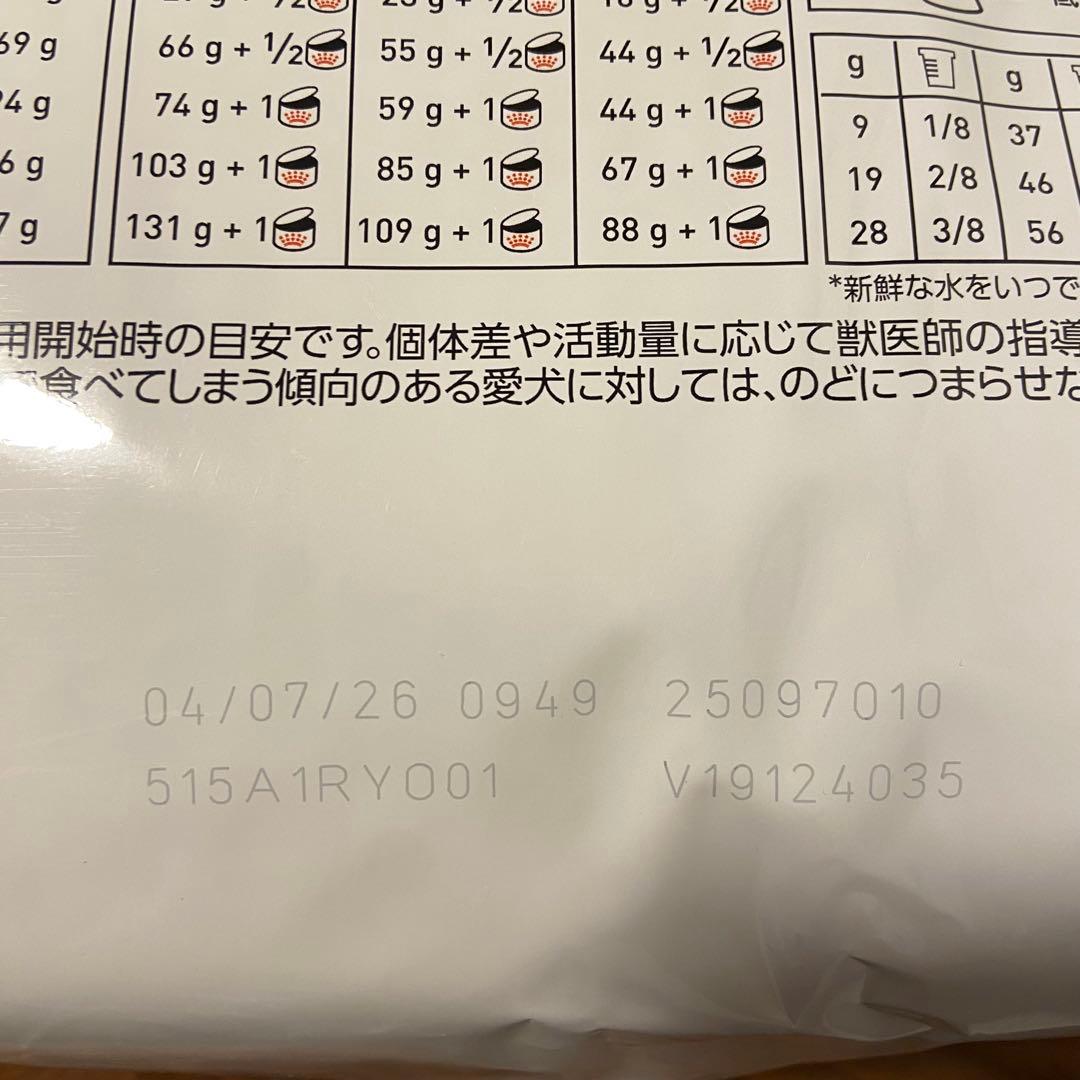 69 g 66 g + 1/2 55 g + 1/2 44 g + 1/2
4 g 74 g + 1 59 g + 1 44 g + 1
6 g 103 g + 1 85 g + 1 67 g + 1
7 g 131 g + 1 109 g + 1 88 g + 1
g g
9 1/8 37
19 2/8 46
28 3/8 56
*新鮮な水をいつで
用開始時の目安です。個体差や活動量に応じて獣医師の指導
食べてしまう傾向のある愛犬に対しては、のどにつまらせな
04/07/26 0949 25097010
515A1RYO01 V19124035